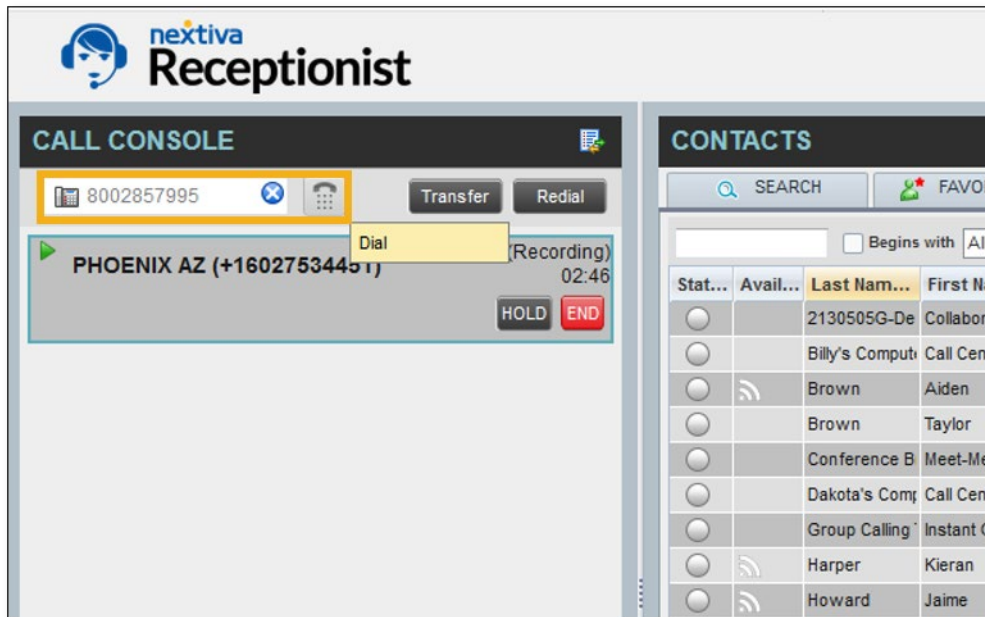 nextiva
Receptionist
CALL CONSOLE
8002857995
Transfer
Redial
Dial
(Recording)
PHOENIX AZ (+16027534451)
02:46
HOLD
END
CONTACTS
SEARCH
FAVO
Begins with Al
Stat... Avail... Last Nam... First N
2130505G-De Collabor
Billy's Compute Call Cen
Brown Aiden
Brown Taylor
Conference B Meet-Me
Dakota's Comp Call Cen
Group Calling Instant
Harper Kieran
Howard Jaime